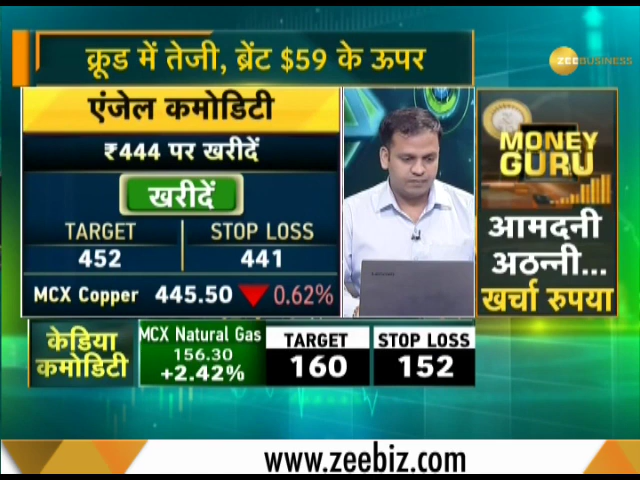 क्रूड में तेजी, ब्रेंट $59 के ऊपर
ZEEBUSINESS
एंजेल कमोडिटी
₹444 पर खरीदें
खरीदें
TARGET STOP LOSS
452 441
MCX Copper 445.50 0.62%
MONEY
GURU
आमदनी
अठन्नी...
खर्चा रुपया
केडिया
कमोडिटी
MCX Natural Gas
156.30
+2.42%
TARGET STOP LOSS
160 152
www.zeebiz.com